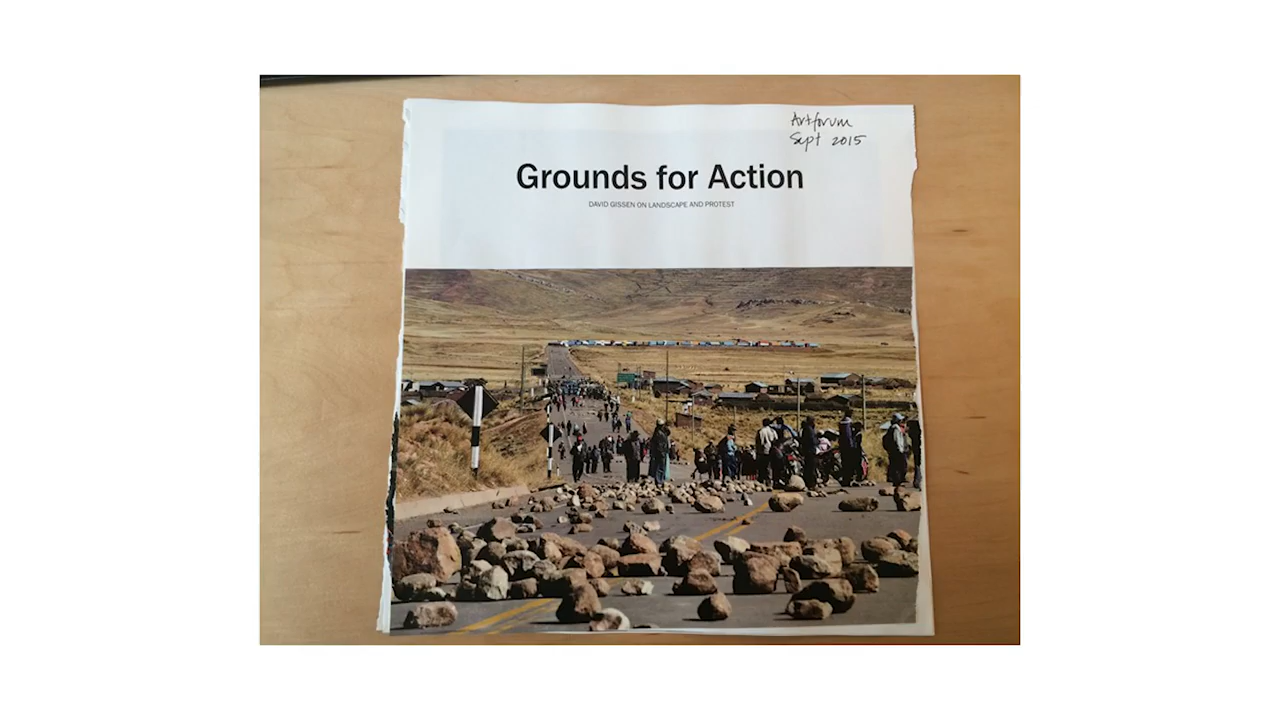 Artforum
Sept 2015
Grounds for Action
DAVID GISSEN ON LANDSCAPE AND PROTEST